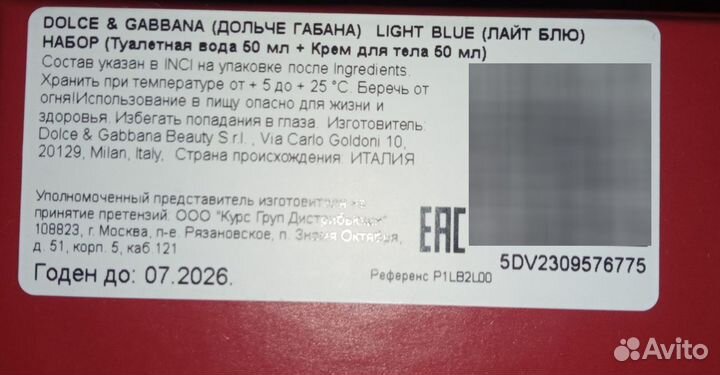 DOLCE & GABBANA (ДОЛЬЧЕ ГАБАНА) LIGHT BLUE (ЛАЙТ БЛЮ)
НАБОР (Туалетная вода 50 мл + Крем для тела 50 мл)
Состав указан в INCI на упаковке после Ingredients.
Хранить при температуре от + 5 до + 25 °C. Беречь от
огня!Использование в пищу опасно для жизни и
здоровья. Избегать попадания в глаза. Изготовитель:
Dolce & Gabbana Beauty S.r.l. , Via Carlo Goldoni 10,
20129, Milan, Italy, Страна происхождения: ИТАЛИЯ
Уполномоченный представитель изготовителя на
принятие претензий: ООО "Курс Груп Дистрибьюшн"
108823, г. Москва, п-е. Рязановское, п. Знамя Октября,
д. 51, корп. 5, каб.121
EAC
5DV2309576775
Годен до: 07.2026.
Референс P1LB2L00
Avito